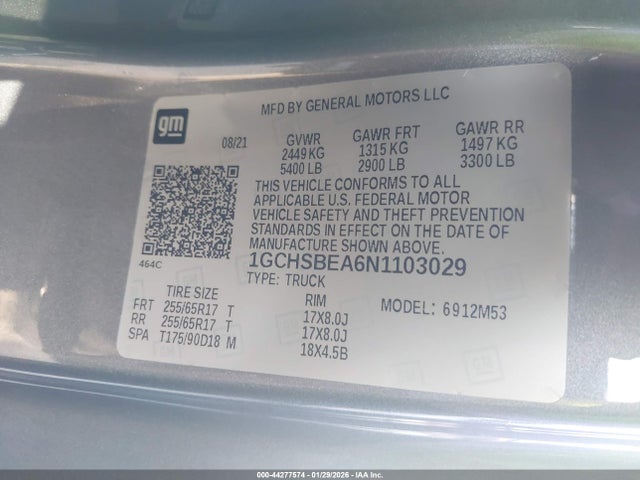 MFD BY GENERAL MOTORS LLC
gm
08/21 GVWR GAWR FRT GAWR RR
2449 KG 1315 KG 1497 KG
5400 LB 2900 LB 3300 LB
THIS VEHICLE CONFORMS TO ALL
APPLICABLE U.S. FEDERAL MOTOR
VEHICLE SAFETY AND THEFT PREVENTION
STANDARDS IN EFFECT ON THE DATE OF
MANUFACTURE SHOWN ABOVE.
464C
1GCHSBEA6N1103029
TYPE: TRUCK
TIRE SIZE RIM MODEL: 6912M53
FRT 255/65R17 T 17X8.0J
RR 255/65R17 T 17X8.0J
SPA T175/90D18 M 18X4.5B
000-44277574 | 01/29/2026 - IAA Inc.